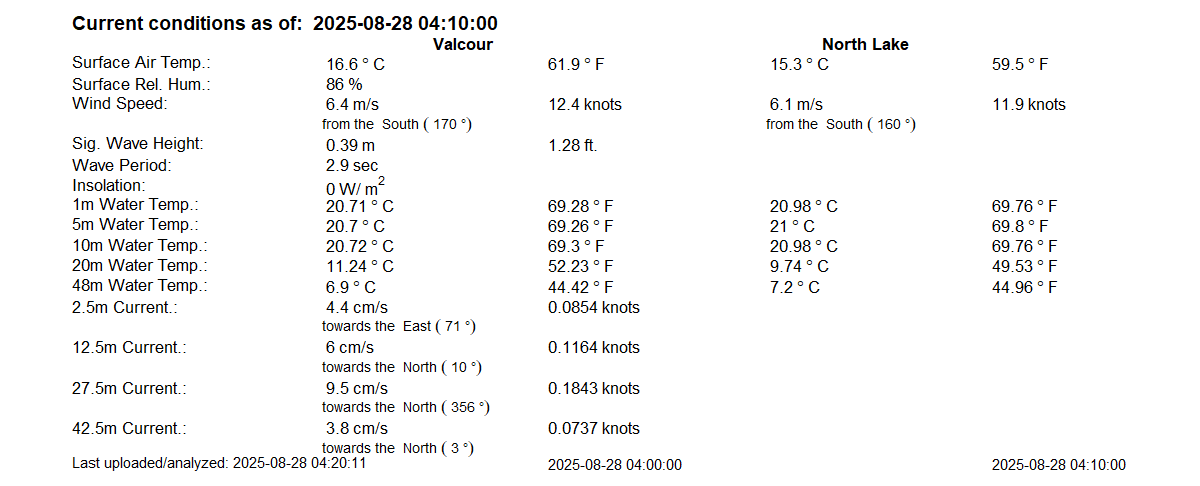 Current conditions as of: 2025-08-28 04:10:00
Valcour North Lake
Surface Air Temp.: 16.6 ° C 61.9 ° F 15.3 ° C 59.5 ° F
Surface Rel. Hum.: 86 %
Wind Speed: 6.4 m/s 12.4 knots 6.1 m/s 11.9 knots
from the South ( 170 °) from the South ( 160 °)
Sig. Wave Height: 0.39 m 1.28 ft.
Wave Period: 2.9 sec
Insolation: 0 W/ m2
1m Water Temp.: 20.71 ° C 69.28 ° F 20.98 ° C 69.76 ° F
5m Water Temp.: 20.7 ° C 69.26 ° F 21 ° C 69.8 ° F
10m Water Temp.: 20.72 ° C 69.3 ° F 20.98 ° C 69.76 ° F
20m Water Temp.: 11.24 ° C 52.23 ° F 9.74 ° C 49.53 ° F
48m Water Temp.: 6.9 ° C 44.42 ° F 7.2 ° C 44.96 ° F
2.5m Current.: 4.4 cm/s 0.0854 knots
towards the East ( 71 °)
12.5m Current.: 6 cm/s 0.1164 knots
towards the North ( 10 °)
27.5m Current.: 9.5 cm/s 0.1843 knots
towards the North ( 356 °)
42.5m Current.: 3.8 cm/s 0.0737 knots
towards the North ( 3 °)
Last uploaded/analyzed: 2025-08-28 04:20:11 2025-08-28 04:00:00 2025-08-28 04:10:00